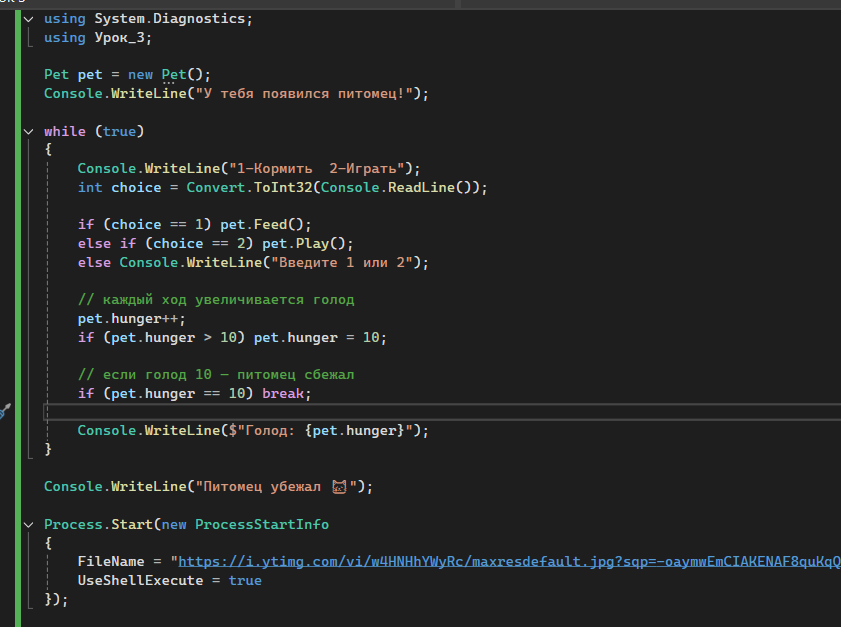 using System.Diagnostics;
using Урок_3;
Pet pet = new Pet();
Console.WriteLine("У тебя появился питомец!");
while (true)
{
Console.WriteLine("1-Кормить  2-Играть");
int choice = Convert.ToInt32(Console.ReadLine());
if (choice == 1) pet.Feed();
else if (choice == 2) pet.Play();
else Console.WriteLine("Введите 1 или 2");
// каждый ход увеличивается голод
pet.hunger++;
if (pet.hunger > 10) pet.hunger = 10;
// если голод 10 — питомец сбежал
if (pet.hunger == 10) break;
Console.WriteLine($"Голод: {pet.hunger}");
}
Console.WriteLine("Питомец убежал 😿");
Process.Start(new ProcessStartInfo
{
FileName = "https://i.ytimg.com/vi/w4HNHhYWyRc/maxresdefault.jpg?sqp=-oaymwEmCIAKENAF8quKqQ
UseShellExecute = true
});